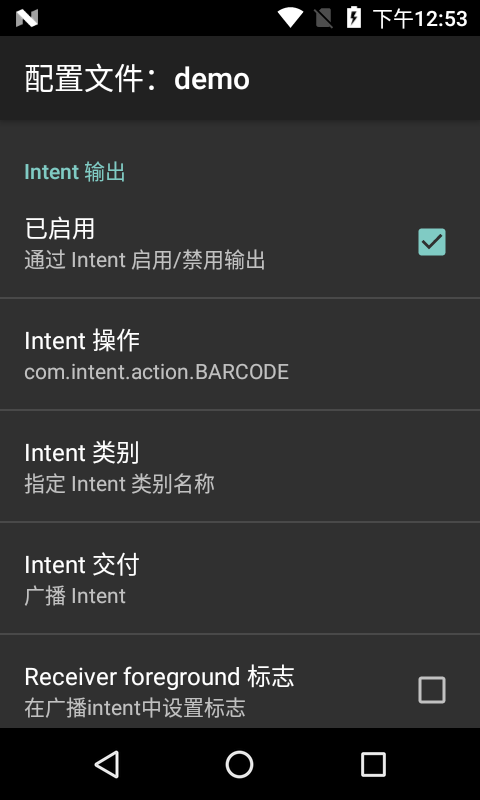 下午12:53
配置文件：demo
Intent 输出
已启用
通过 Intent 启用/禁用输出
Intent 操作
com.intent.action.BARCODE
Intent 类别
指定 Intent 类别名称
Intent 交付
广播 Intent
Receiver foreground 标志
在广播intent中设置标志